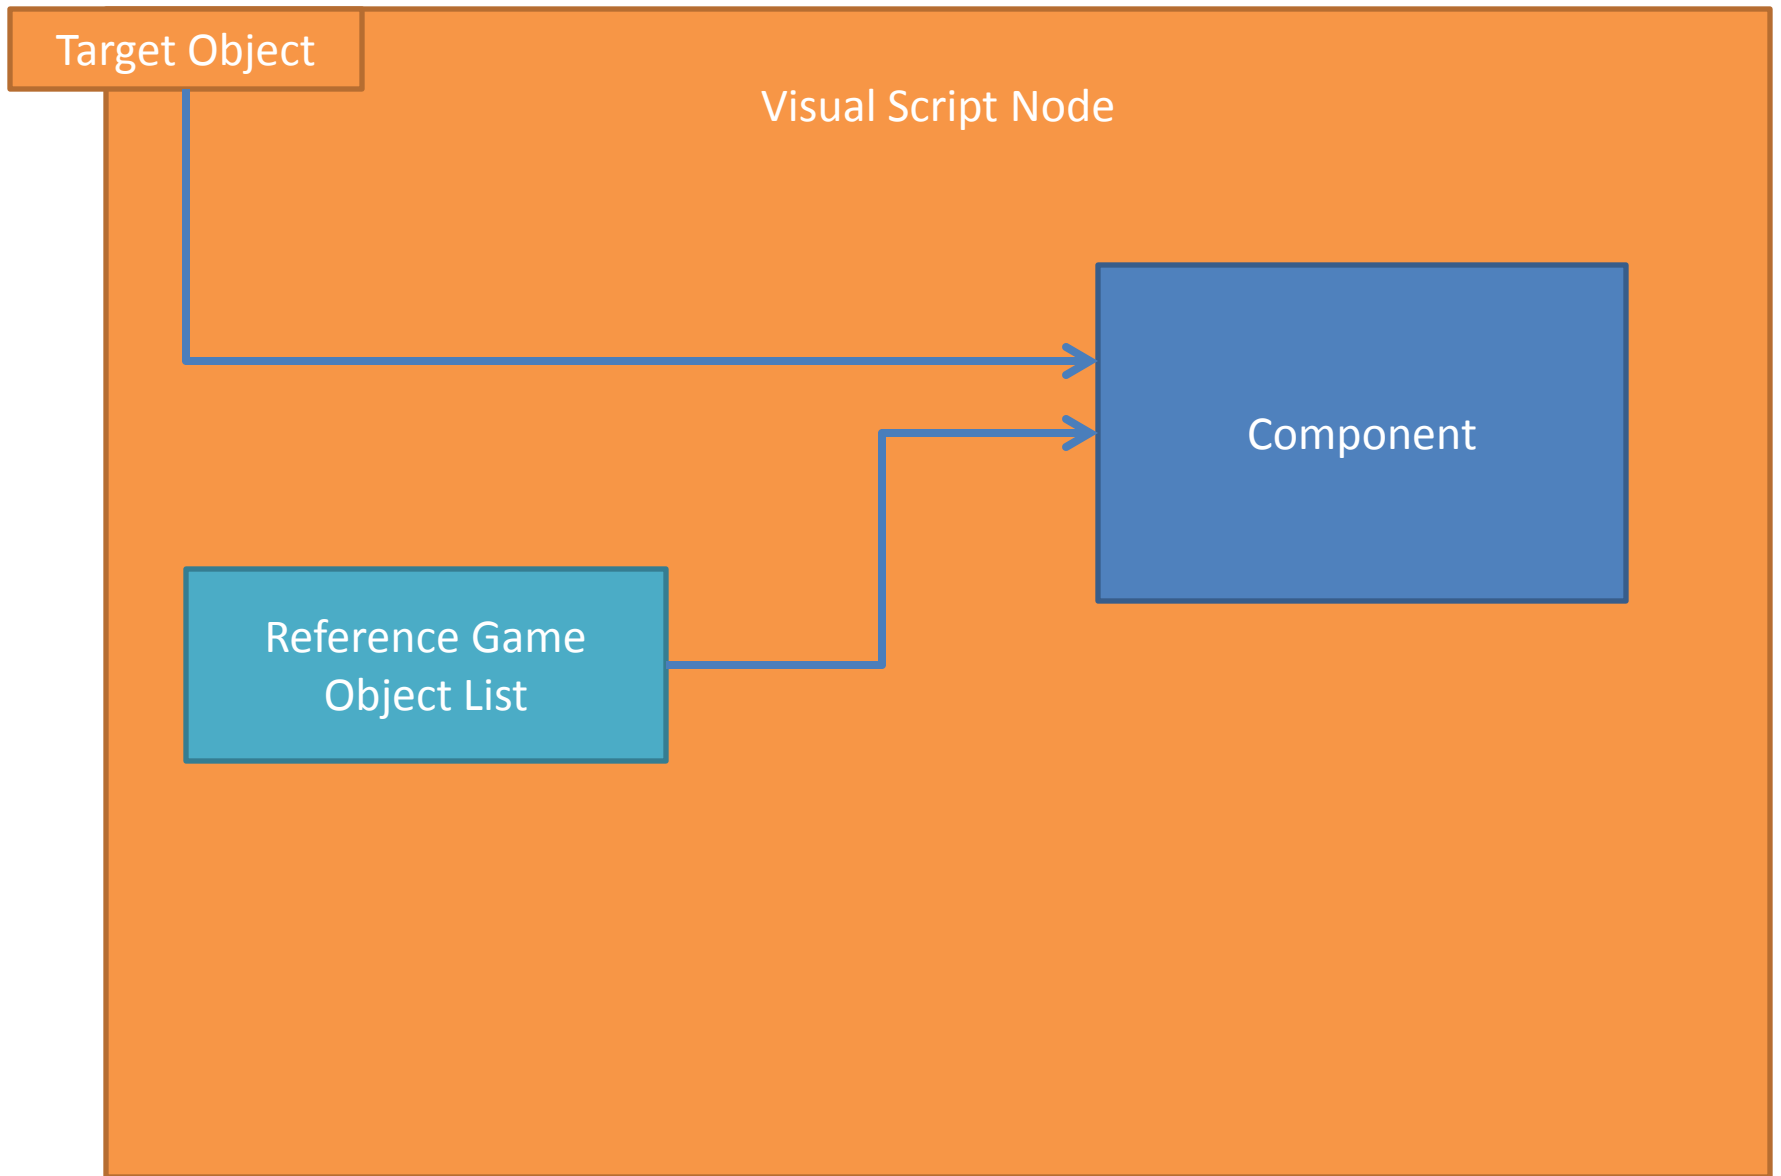 Target Object
Visual Script Node
Component
Reference Game
Object List